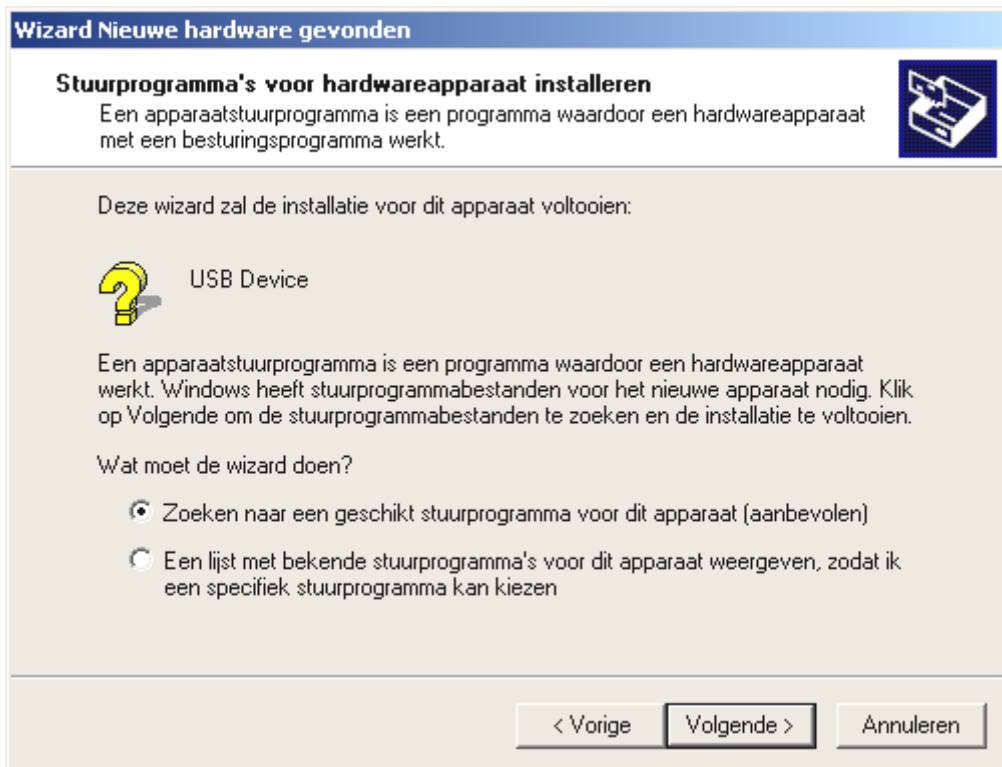 Wizard Nieuwe hardware gevonden
Stuurprogramma's voor hardwareapparaat installeren
Een apparaatstuurprogramma is een programma waardoor een hardwareapparaat
met een besturingsprogramma werkt.
Deze wizard zal de installatie voor dit apparaat voltooien:
USB Device
Een apparaatstuurprogramma is een programma waardoor een hardwareapparaat
werkt. Windows heeft stuurprogrammabestanden voor het nieuwe apparaat nodig. Klik
op Volgende om de stuurprogrammabestanden te zoeken en de installatie te voltooien.
Wat moet de wizard doen?
Zoeken naar een geschikt stuurprogramma voor dit apparaat (aanbevolen)
Een lijst met bekende stuurprogramma's voor dit apparaat weergeven, zodat ik
een specifiek stuurprogramma kan kiezen
< Vorige
Volgende >
Annuleren